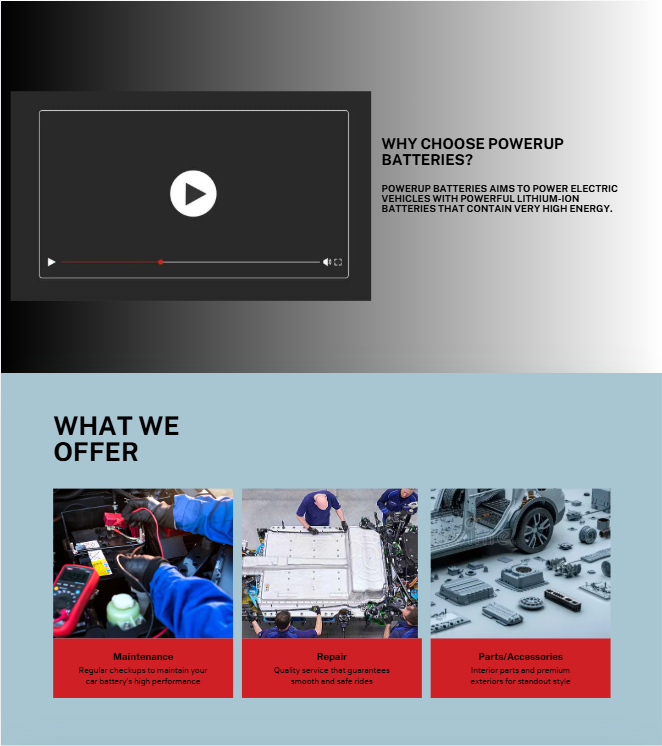 WHY CHOOSE POWERUP
BATTERIES?
POWERUP BATTERIES AIMS TO POWER ELECTRIC
VEHICLES WITH POWERFUL LITHIUM-ION
BATTERIES THAT CONTAIN VERY HIGH ENERGY.
WHAT WE
OFFER
Maintenance
Regular checkups to maintain your
car battery's high performance
Repair
Quality service that guarantees
smooth and safe rides
Parts/Accessories
Interior parts and premium
exteriors for standout style